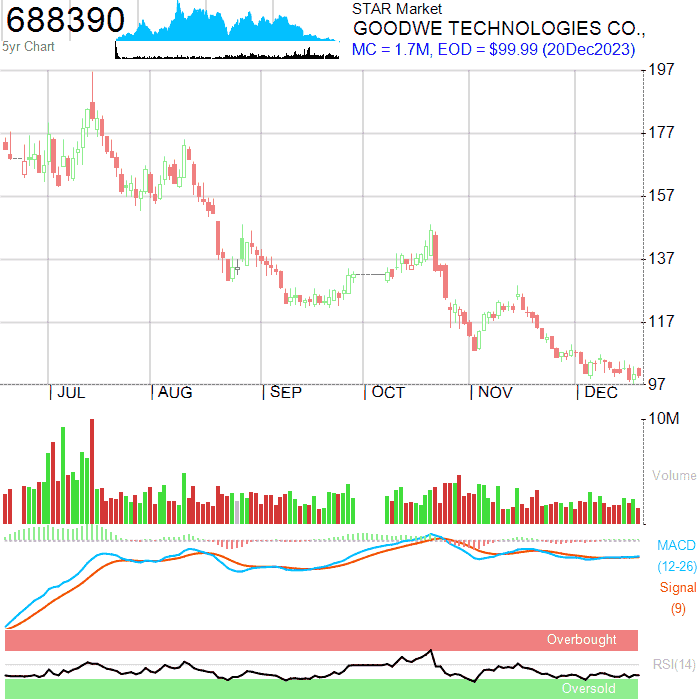 688390
STAR Market
GOODWE TECHNOLOGIES CO.,
5yr Chart
MC = 1.7M, EOD = $99.99 (20Dec2023)
197
177
157
137
117
97
JUL AUG SEP OCT NOV DEC
10M
Volume
MACD
(12-26)
Signal
(9)
Overbought
RSI(14)
Oversold